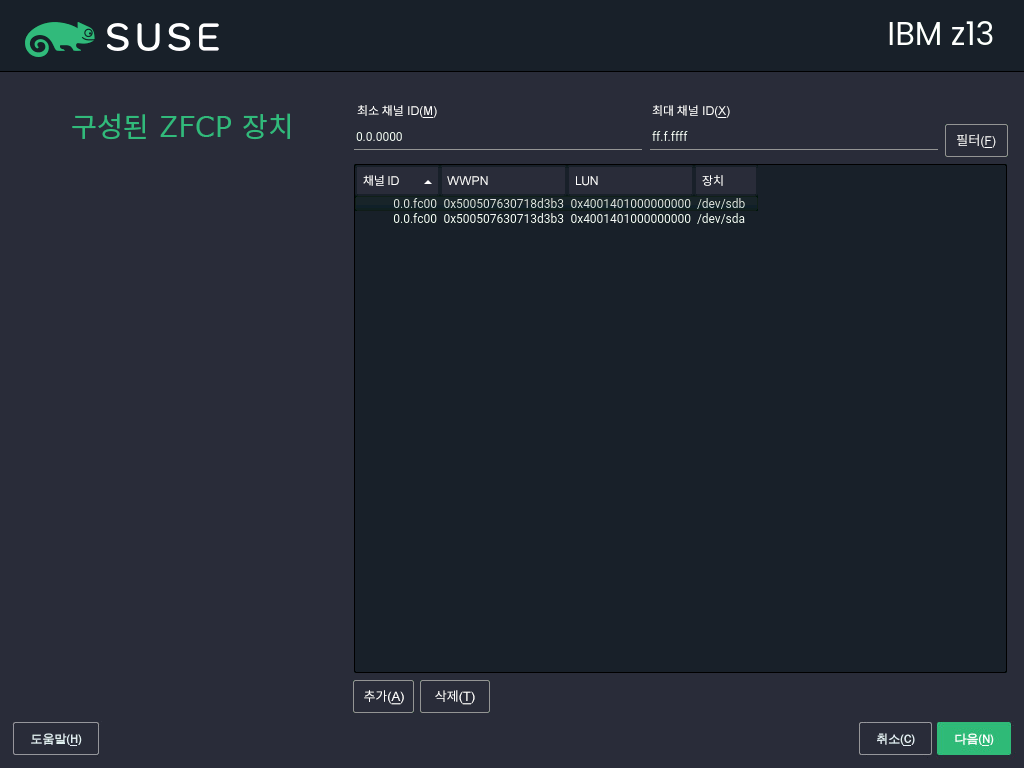 SUSE
IBM z13
구성된 ZFCP 장치
최소 채널 ID(M)
최대 채널 ID(X)
0.0.0000
ff.f.ffff
필터(F)
채널 ID WWPN LUN 장치
0.0.fc00 0x500507630718d3b3 0x4001401000000000 /dev/sdb
0.0.fc00 0x500507630713d3b3 0x4001401000000000 /dev/sda
추가(A)
삭제(T)
도움말(H)
취소(C)
다음(N)